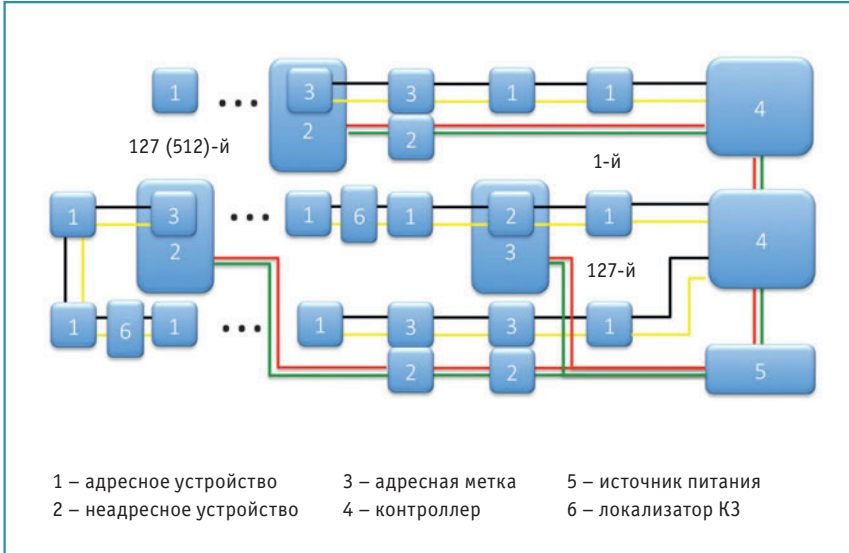 1 ... 3 3 1 1 4
2 2
127 (512)-й
1-й
1 3 ... 1 6 1 2 1 4
2 3
127-й
1 6 1 ... 1 3 3 1
2 2 5
1 – адресное устройство
2 – неадресное устройство
3 – адресная метка
4 – контроллер
5 – источник питания
6 – локализатор КЗ